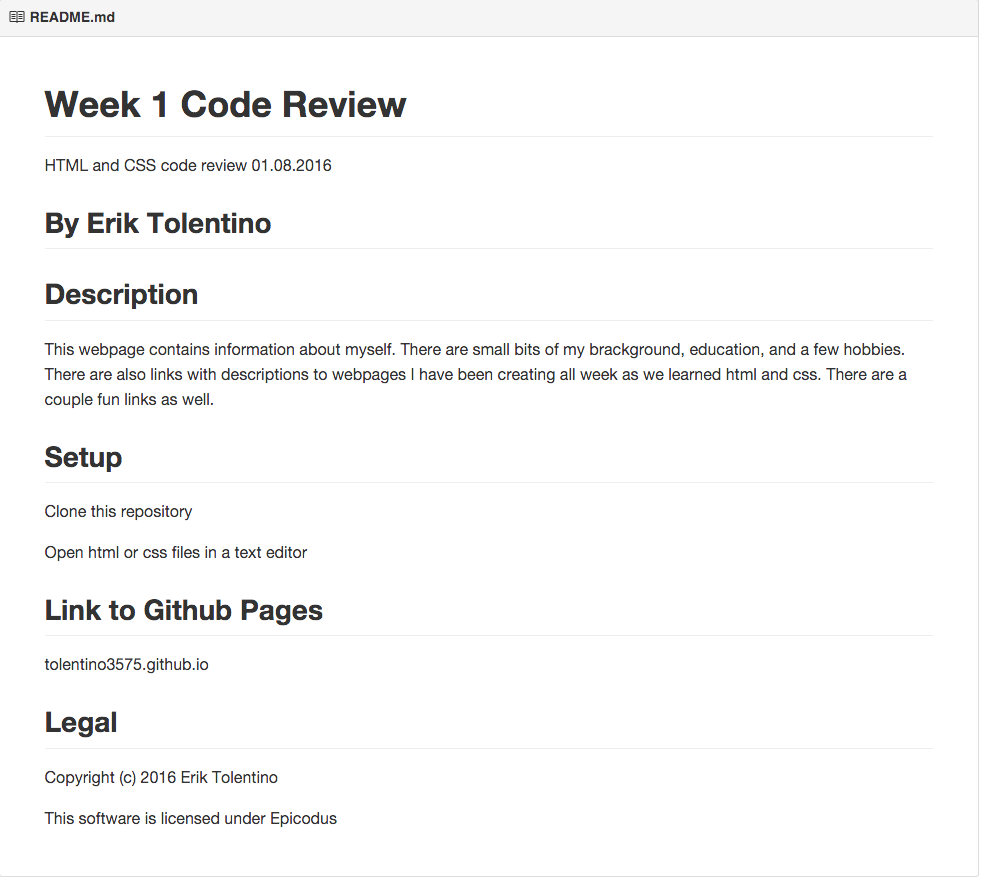 README.md
Week 1 Code Review
HTML and CSS code review 01.08.2016
By Erik Tolentino
Description
This webpage contains information about myself. There are small bits of my brackground, education, and a few hobbies.
There are also links with descriptions to webpages I have been creating all week as we learned html and css. There are a
couple fun links as well.
Setup
Clone this repository
Open html or css files in a text editor
Link to Github Pages
tolentino3575.github.io
Legal
Copyright (c) 2016 Erik Tolentino
This software is licensed under Epicodus